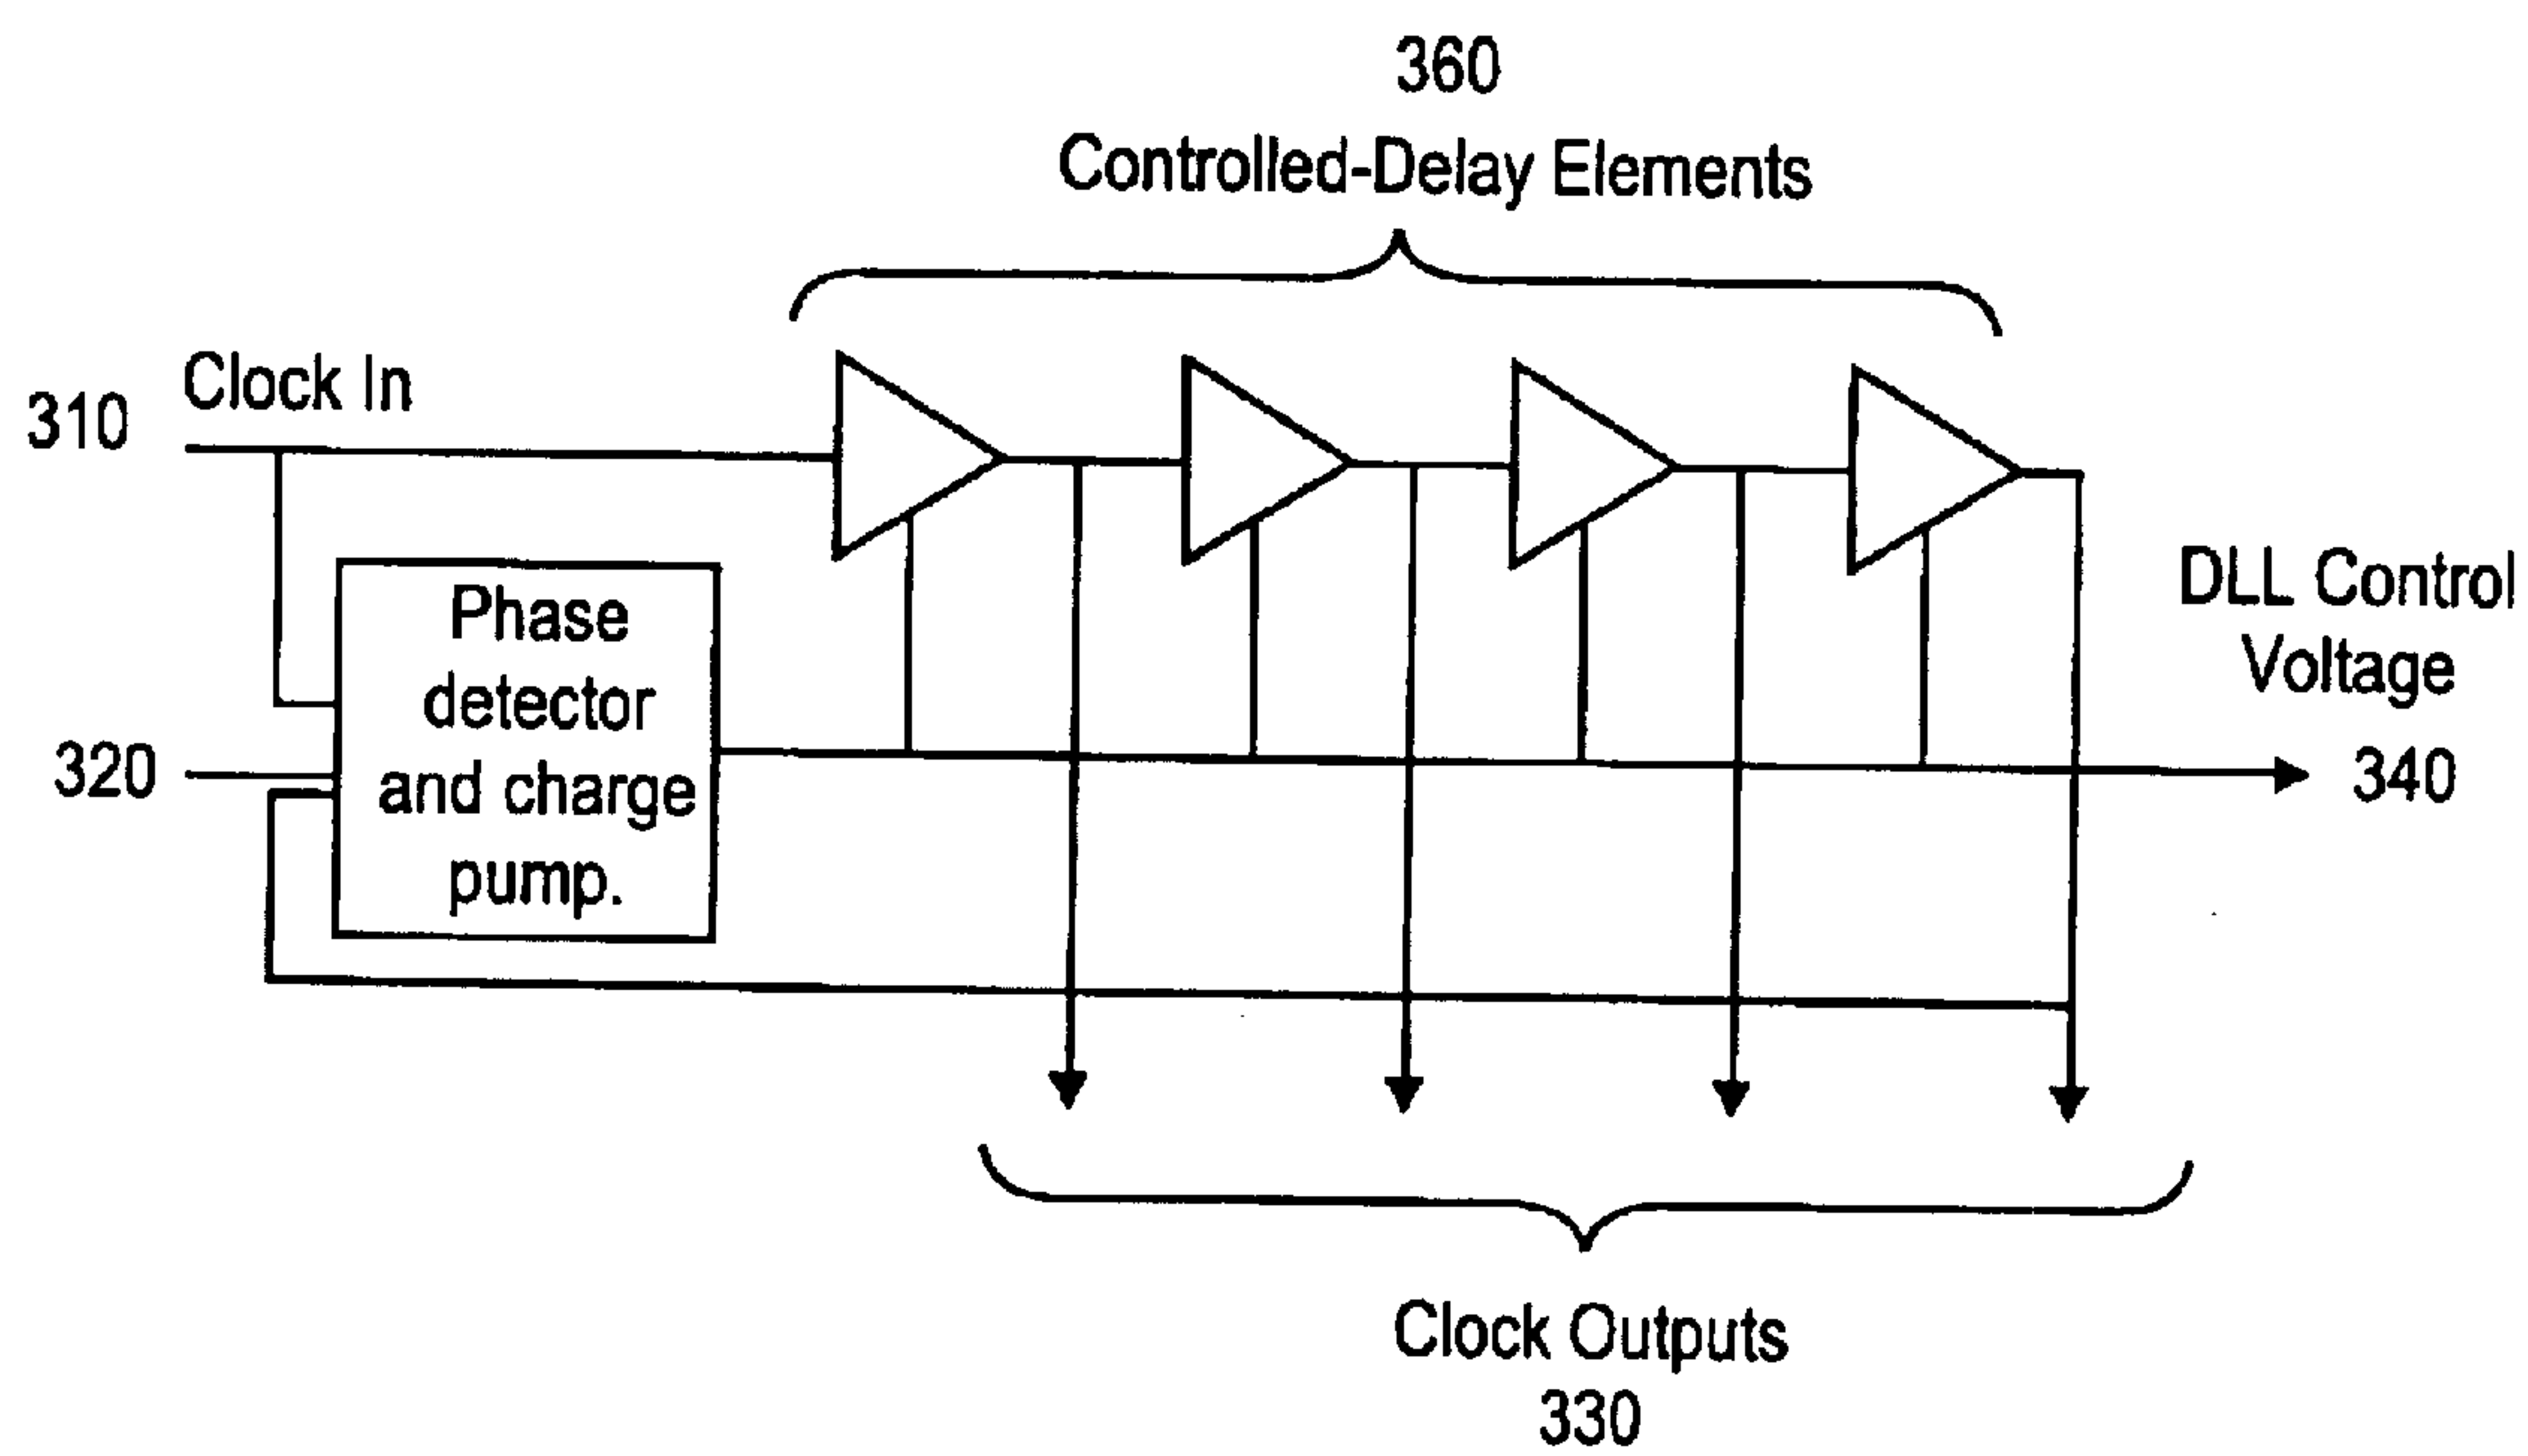 360
Controlled-Delay Elements
310
Clock In
Phase
detector
and charge
pump.
320
DLL Control
Voltage
340
Clock Outputs
330